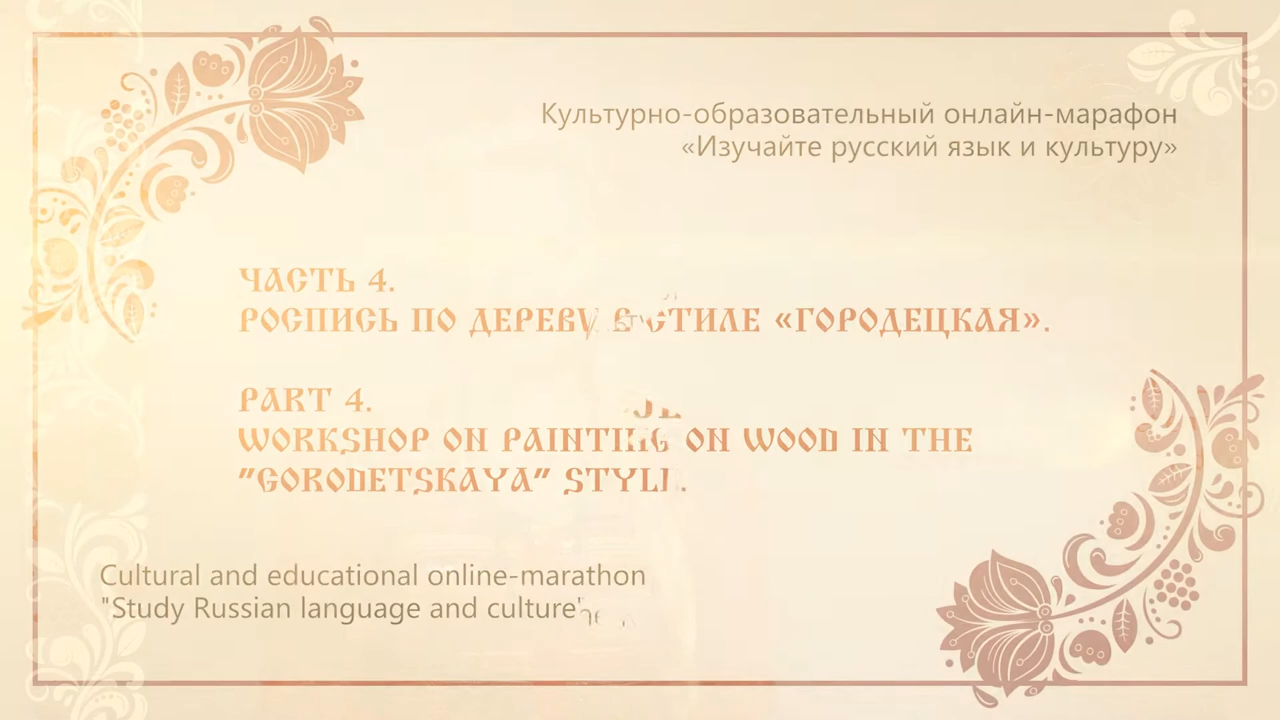 Культурно-образовательный онлайн-марафон
«Изучайте русский язык и культуру»
ЧАСТЬ 4.
РОСПИСЬ ПО ДЕРЕВУ В СТИЛЕ «ГОРОДЕЦКАЯ».
PART 4.
WORKSHOP ON PAINTING ON WOOD IN THE
"GORODETSKAYA" STYLE.
Cultural and educational online-marathon
"Study Russian language and culture"